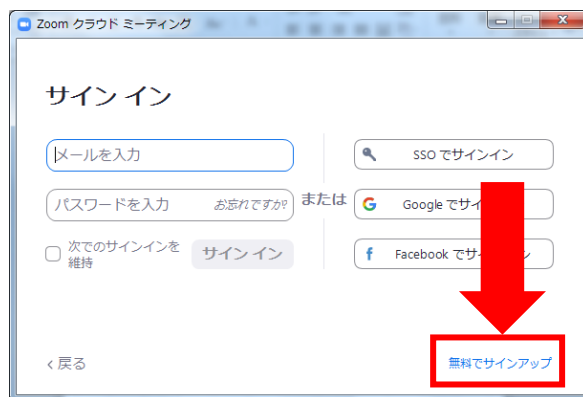 Zoom クラウド ミーティング
サイン イン
メールを入力
パスワードを入力 お忘れですか?
次でのサインインを
維持
サイン イン
または
SSO でサインイン
Google でサイ
Facebook でサ
戻る
無料でサインアップ